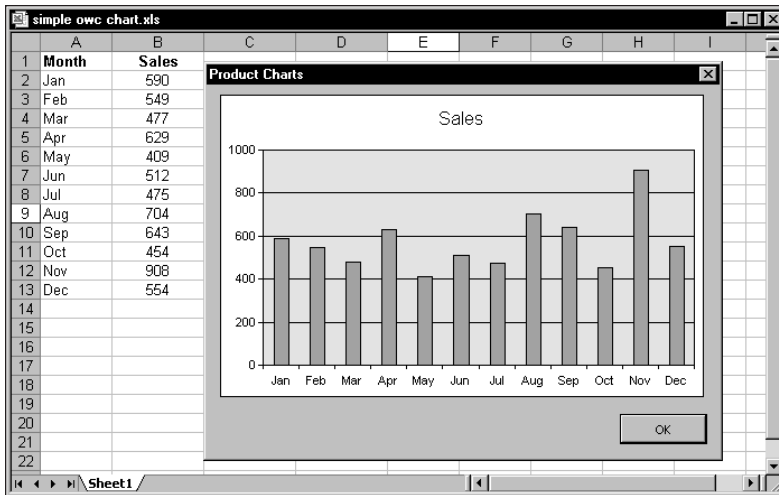 simple owc chart.xls
A B C D E F G H I
1 Month Sales
2 Jan 590
3 Feb 549
4 Mar 477
5 Apr 629
6 May 409
7 Jun 512
8 Jul 475
9 Aug 704
10 Sep 643
11 Oct 454
12 Nov 908
13 Dec 554
14
15
16
17
18
19
20
21
22
Product Charts
Sales
1000
800
600
400
200
0
Jan Feb Mar Apr May Jun Jul Aug Sep Oct Nov Dec
OK
Sheet1